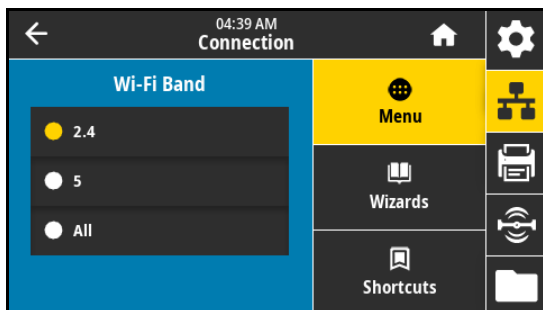 04:39 AM
Connection
Wi-Fi Band
2.4
5
All
Menu
Wizards
Shortcuts